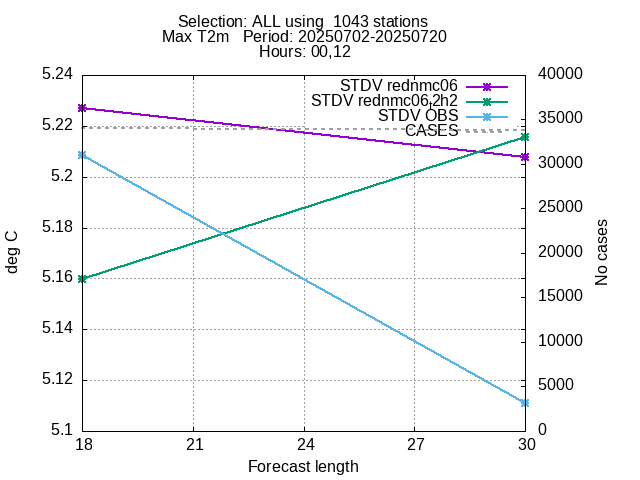 Selection: ALL using  1043 stations
Max T2m   Period: 20250702-20250720
Hours: 00,12
STDV rednmc06
STDV rednmc06,2h2
STDV OBS
CASES
5.24
5.22
5.2
5.18
5.16
5.14
5.12
5.1
40000
35000
30000
25000
20000
15000
10000
5000
0
deg C
No cases
18
21
24
27
30
Forecast length